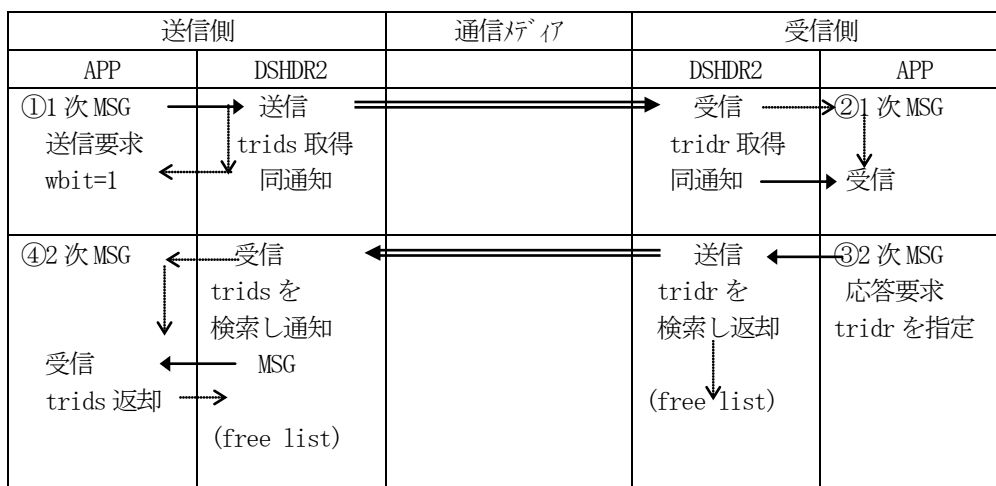 送信側 通信ﾒﾃﾞｨｱ 受信側
APP DSHDR2 DSHDR2 APP
①1 次 MSG 送信 受信 ②1 次 MSG
送信要求 trids 取得 tridr 取得
wbit=1 同通知 同通知 受信
④2 次 MSG 受信 送信 ③2 次 MSG
trids を tridr を 応答要求
検索し通知 検索し返却 tridr を指定
受信 MSG
trids 返却 (free list)
(free list)